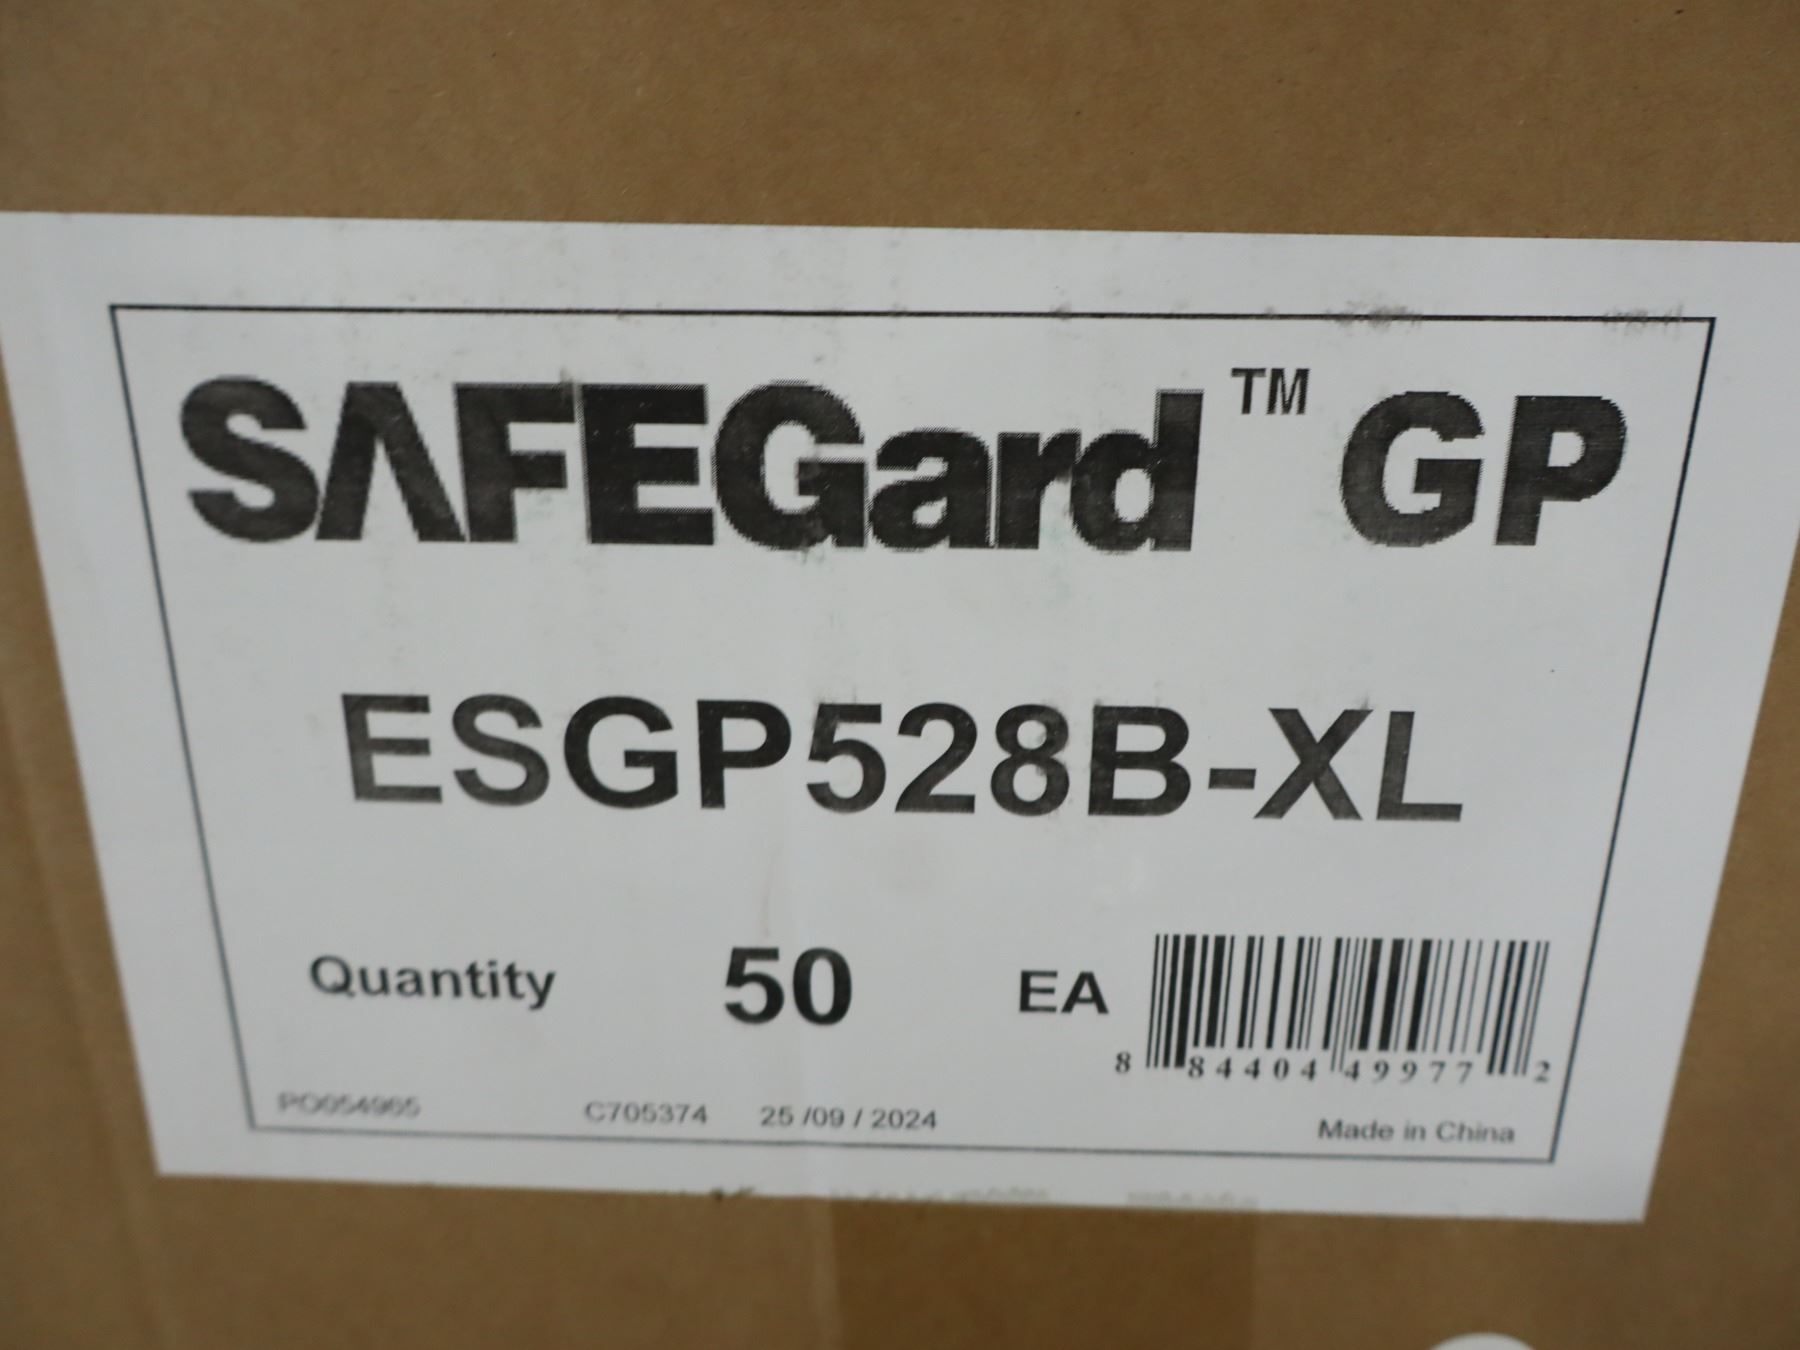 SAFEGard™ GP
ESGP528B-XL
Quantity 50 EA
8 84404 49977 2
PO054965 C705374 25 /09 / 2024 Made in China